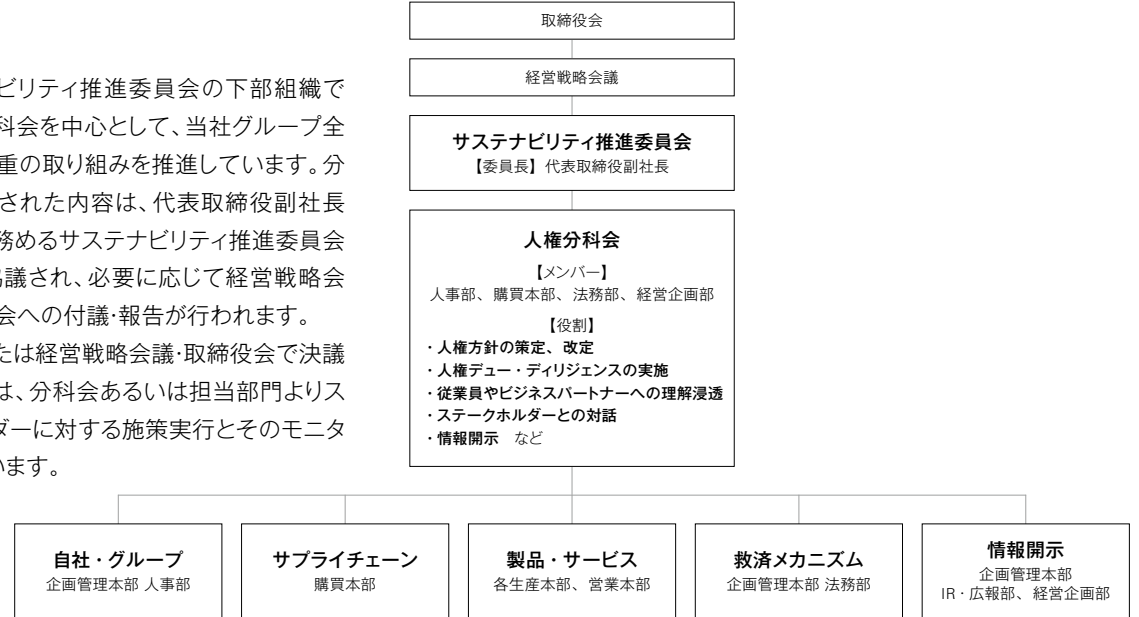 ビリティ推進委員会の下部組織で
科会を中心として、当社グループ全
重の取り組みを推進しています。分
された内容は、代表取締役副社長
務めるサステナビリティ推進委員会
議され、必要に応じて経営戦略会
会への付議・報告が行われます。
たは経営戦略会議・取締役会で決議
は、分科会あるいは担当部門よりス
ダーに対する施策実行とそのモニタ
います。
取締役会
経営戦略会議
サステナビリティ推進委員会
【委員長】代表取締役副社長
人権分科会
【メンバー】
人事部、購買本部、法務部、経営企画部
【役割】
・人権方針の策定、改定
・人権デュー・ディリジェンスの実施
・従業員やビジネスパートナーへの理解浸透
・ステークホルダーとの対話
・情報開示 など
自社・グループ
企画管理本部 人事部
サプライチェーン
購買本部
製品・サービス
各生産本部、営業本部
救済メカニズム
企画管理本部 法務部
情報開示
企画管理本部
IR・広報部、経営企画部